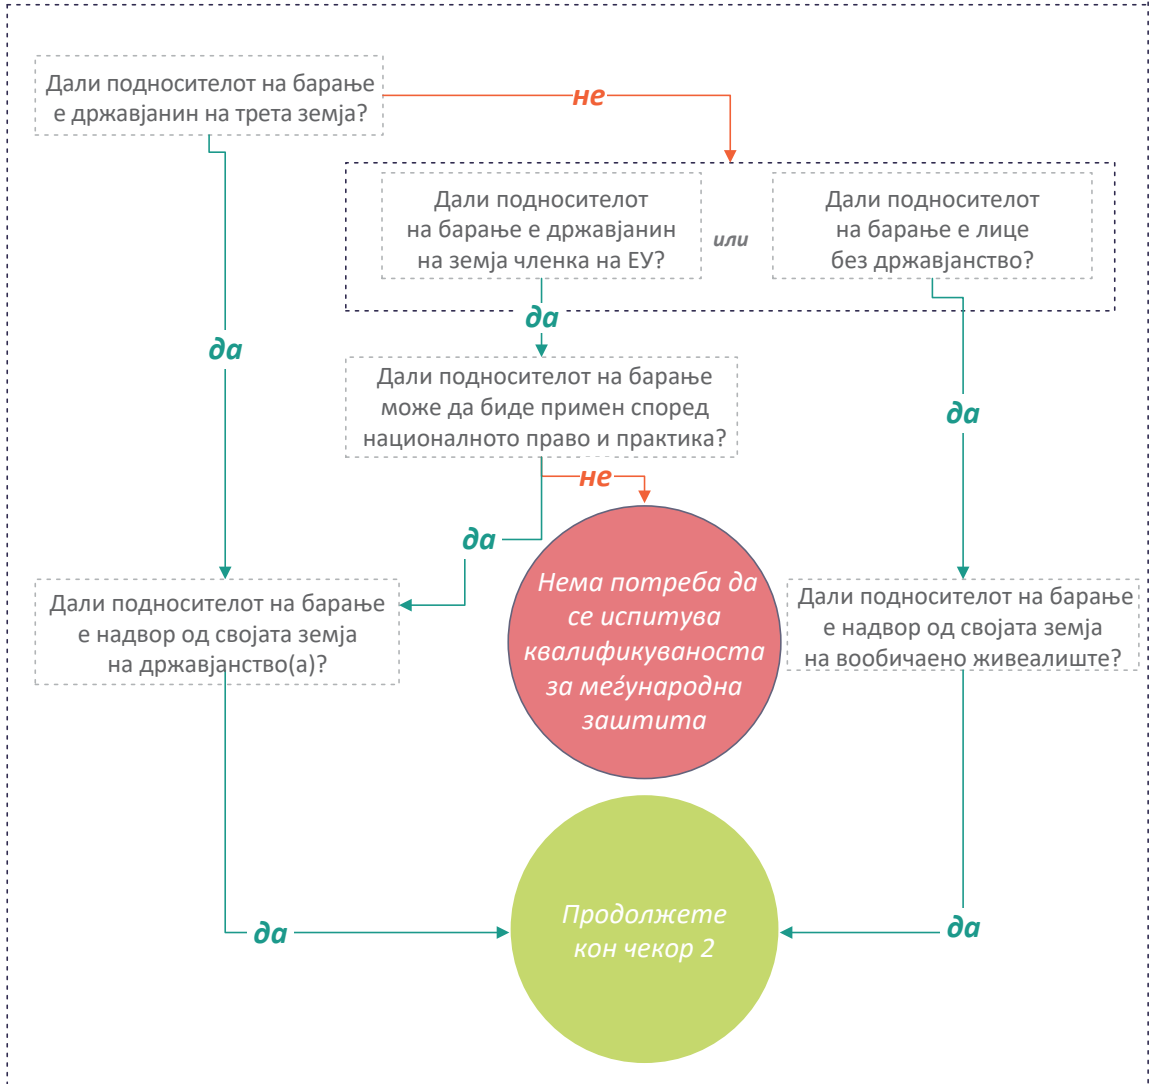 Дали подносителот на барање
е државјанин на трета земја?
не
Дали подносителот
на барање е државјанин
на земја членка на ЕУ?
или
Дали подносителот
на барање е лице
без државјанство?
да
да
Дали подносителот на барање
може да биде примен според
националното право и практика?
да
не
да
Дали подносителот на барање
е надвор од својата земја
на државјанство(а)?
Нема потреба да
се испитува
квалификуваноста
за меѓународна
заштита
Дали подносителот на барање
е надвор од својата земја
на вообичаено живеалиште?
да
Продолжете
кон чекор 2
да